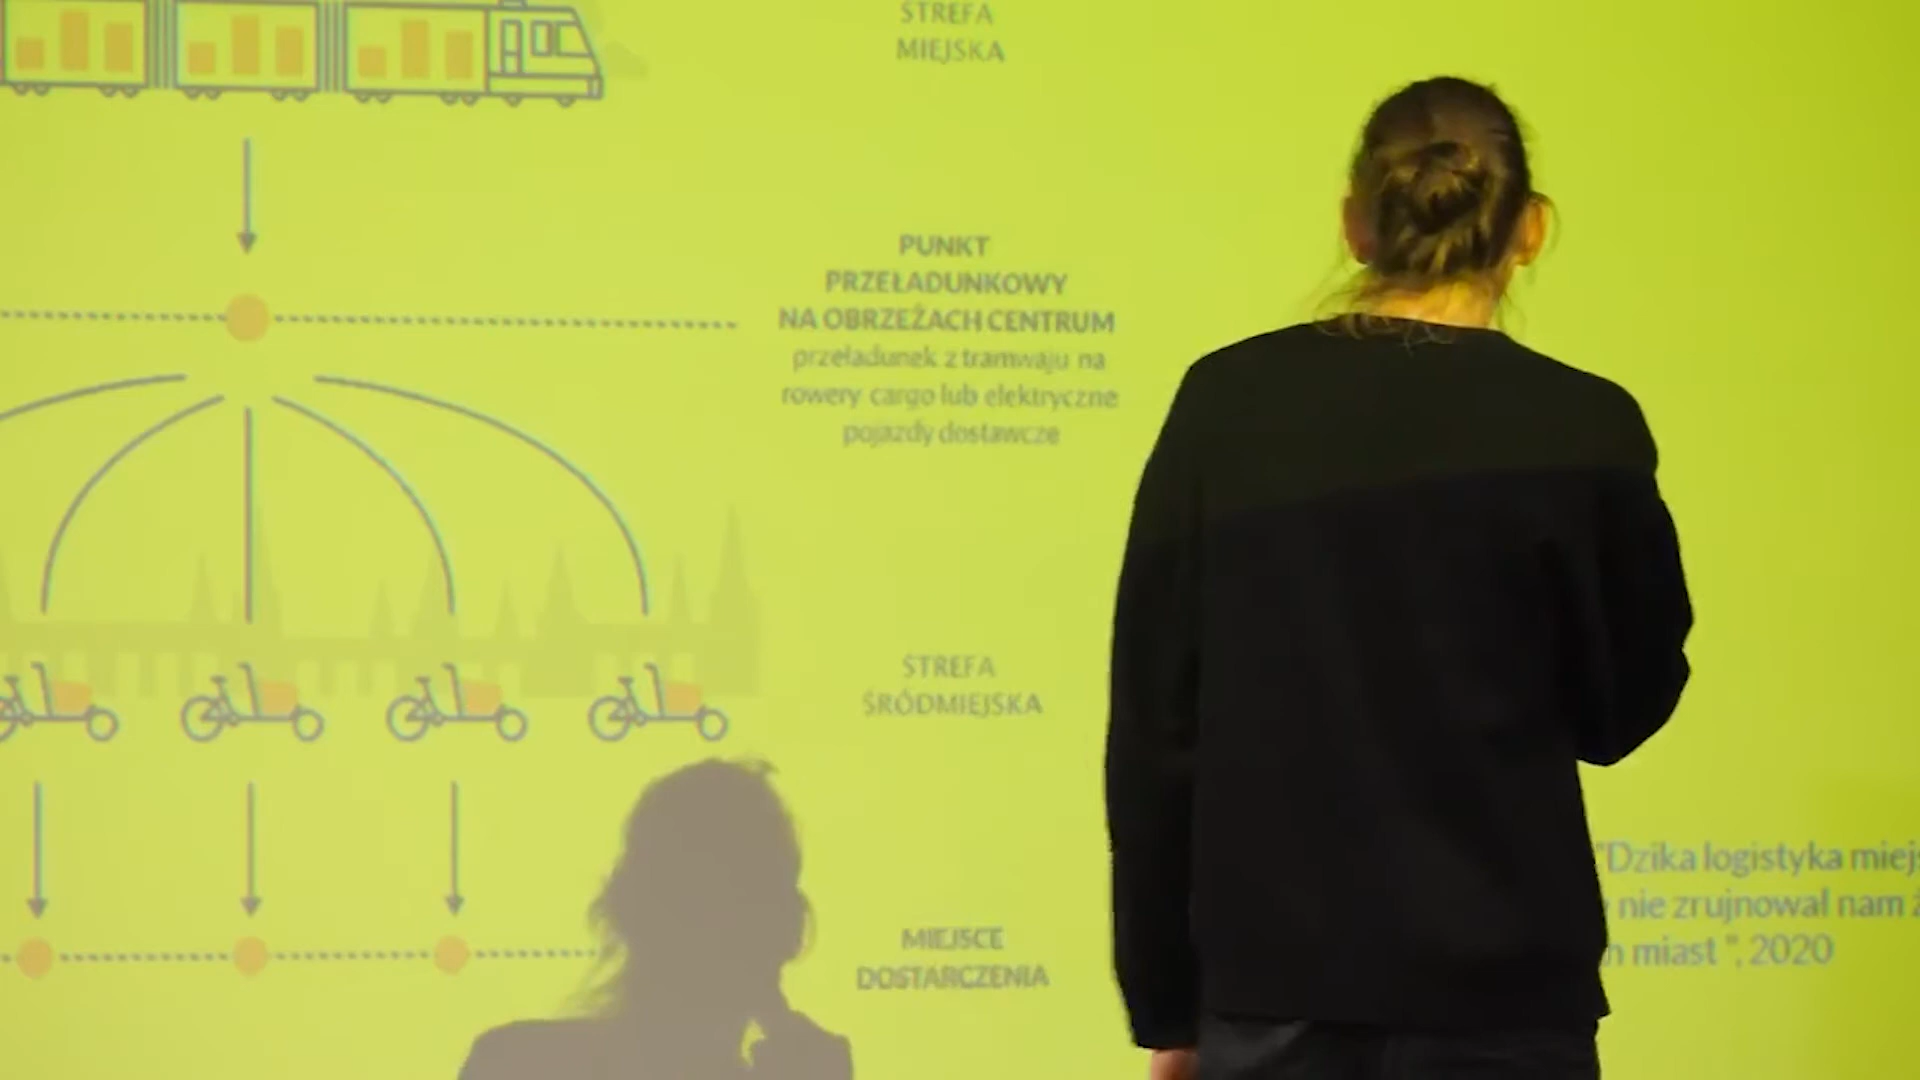 STREFA
MIEJSKA
PUNKT
PRZEŁADUNKOWY
NA OBRZEŻACH CENTRUM
przeładunek z tramwaju na
rowery cargo lub elektryczne
pojazdy dostawcze
STREFA
ŚRÓDMIEJSKA
MIEJSCE
DOSTARCZENIA
"Dzika logistyka miejs
nie zrujnował nam ż
h miast ", 2020